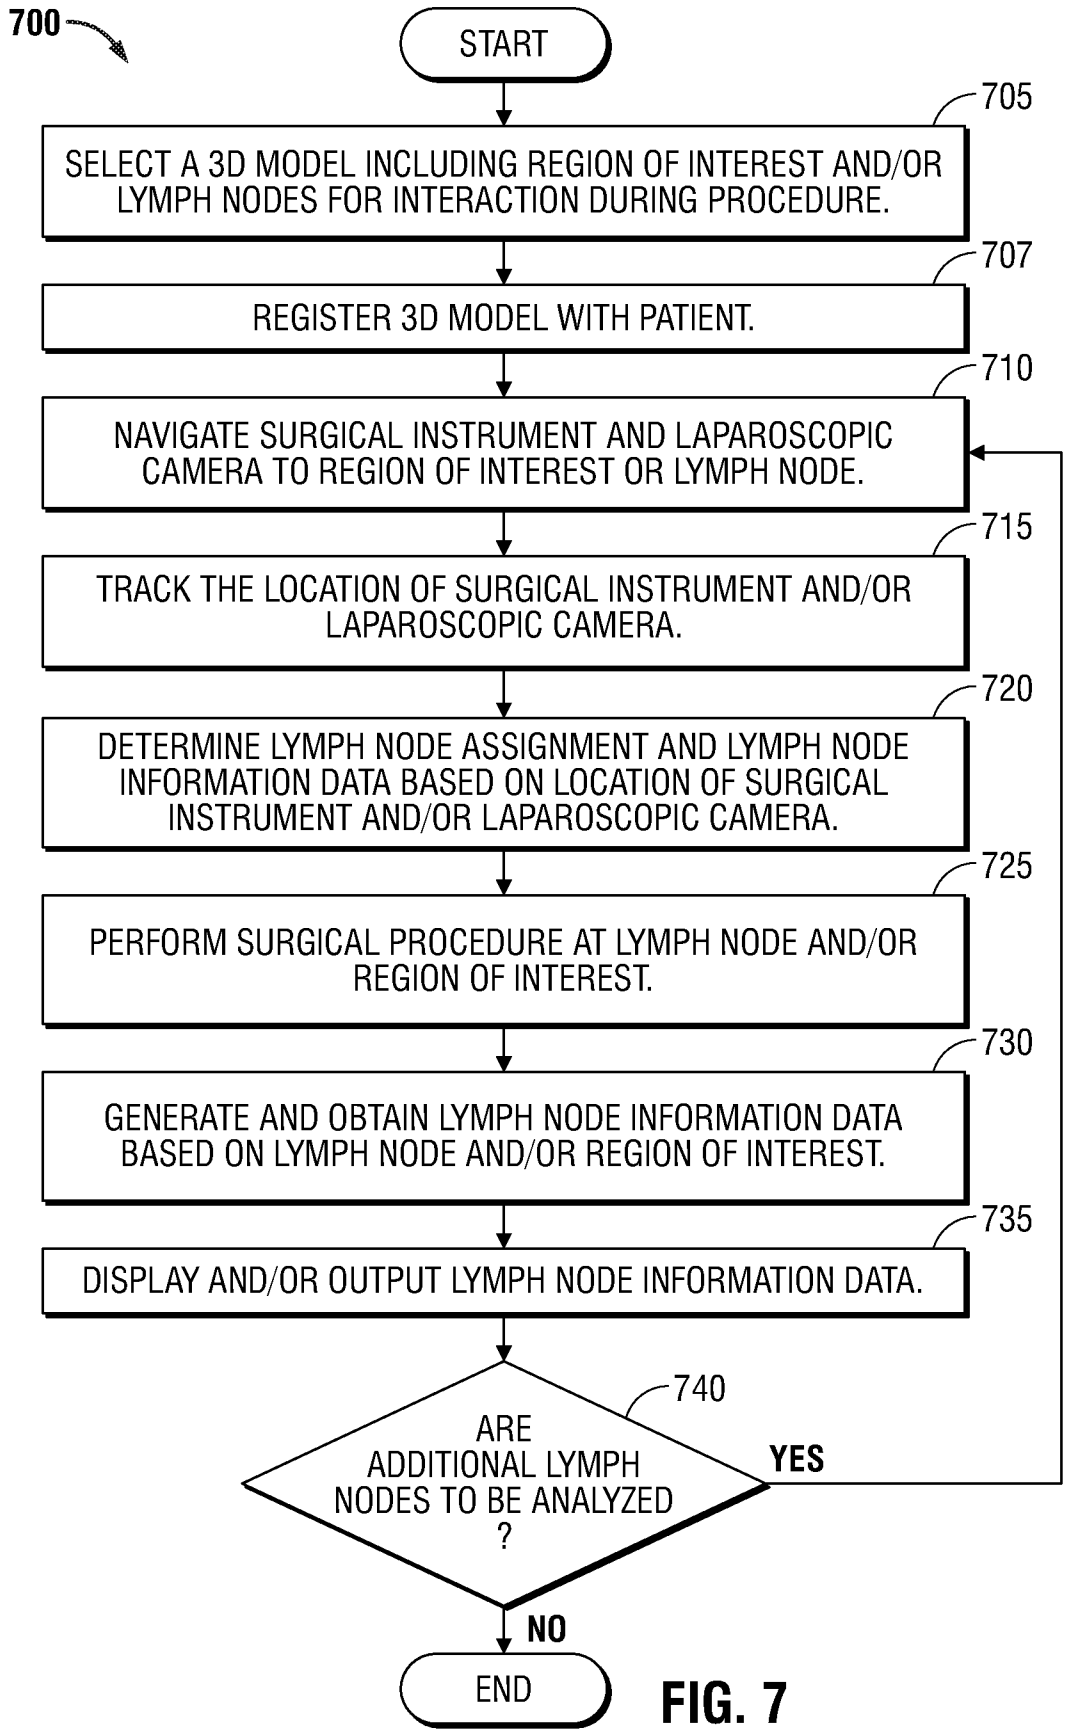 700
START
705
SELECT A 3D MODEL INCLUDING REGION OF INTEREST AND/OR
LYMPH NODES FOR INTERACTION DURING PROCEDURE.
707
REGISTER 3D MODEL WITH PATIENT.
710
NAVIGATE SURGICAL INSTRUMENT AND LAPAROSCOPIC
CAMERA TO REGION OF INTEREST OR LYMPH NODE.
715
TRACK THE LOCATION OF SURGICAL INSTRUMENT AND/OR
LAPAROSCOPIC CAMERA.
720
DETERMINE LYMPH NODE ASSIGNMENT AND LYMPH NODE
INFORMATION DATA BASED ON LOCATION OF SURGICAL
INSTRUMENT AND/OR LAPAROSCOPIC CAMERA.
725
PERFORM SURGICAL PROCEDURE AT LYMPH NODE AND/OR
REGION OF INTEREST.
730
GENERATE AND OBTAIN LYMPH NODE INFORMATION DATA
BASED ON LYMPH NODE AND/OR REGION OF INTEREST.
735
DISPLAY AND/OR OUTPUT LYMPH NODE INFORMATION DATA.
740
ARE
ADDITIONAL LYMPH
NODES TO BE ANALYZED
?
YES
NO
END
FIG. 7